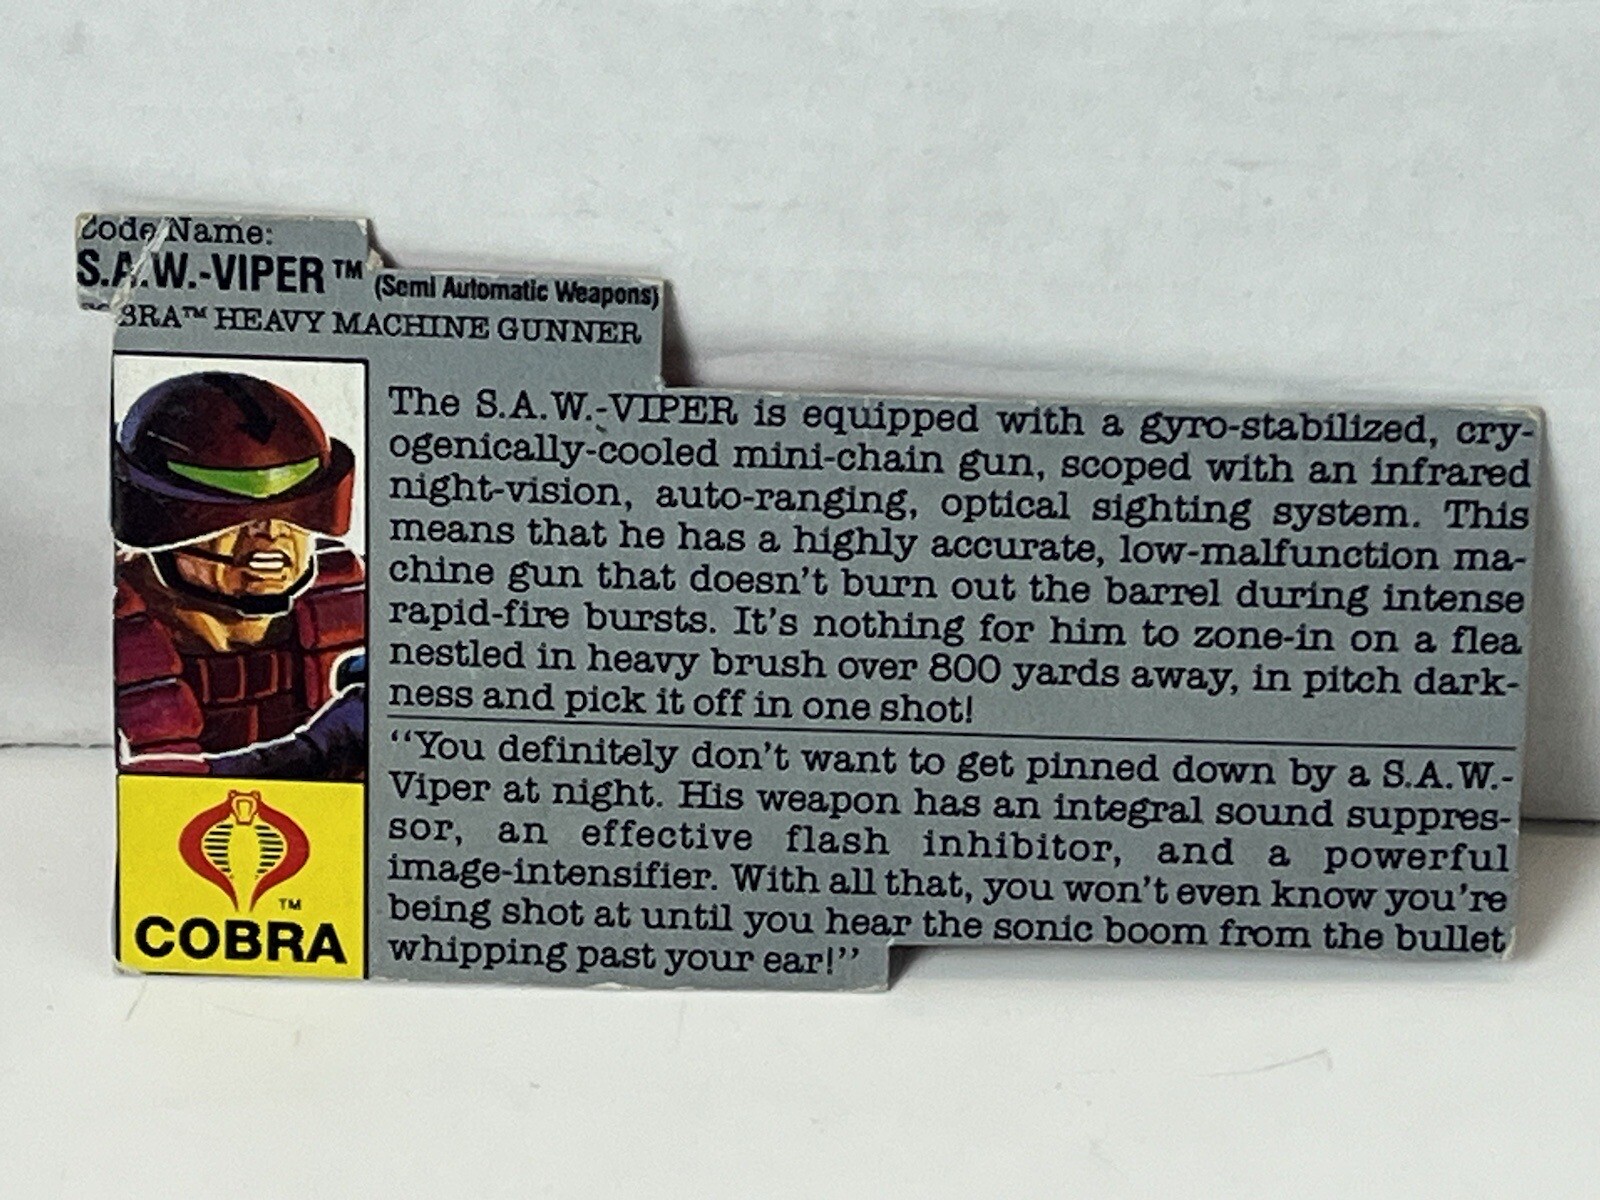 Code Name:
S.A.W.-VIPER™ (Semi Automatic Weapons)
COBRA™ HEAVY MACHINE GUNNER
The S.A.W.-VIPER is equipped with a gyro-stabilized, cry-
ogenically-cooled mini-chain gun, scoped with an infrared
night-vision, auto-ranging, optical sighting system. This
means that he has a highly accurate, low-malfunction ma-
chine gun that doesn't burn out the barrel during intense
rapid-fire bursts. It's nothing for him to zone-in on a flea
nestled in heavy brush over 800 yards away, in pitch dark-
ness and pick it off in one shot!
"You definitely don't want to get pinned down by a S.A.W.-
Viper at night. His weapon has an integral sound suppres-
sor, an effective flash inhibitor, and a powerful
image-intensifier. With all that, you won't even know you're
being shot at until you hear the sonic boom from the bullet
whipping past your ear!"
TM
COBRA